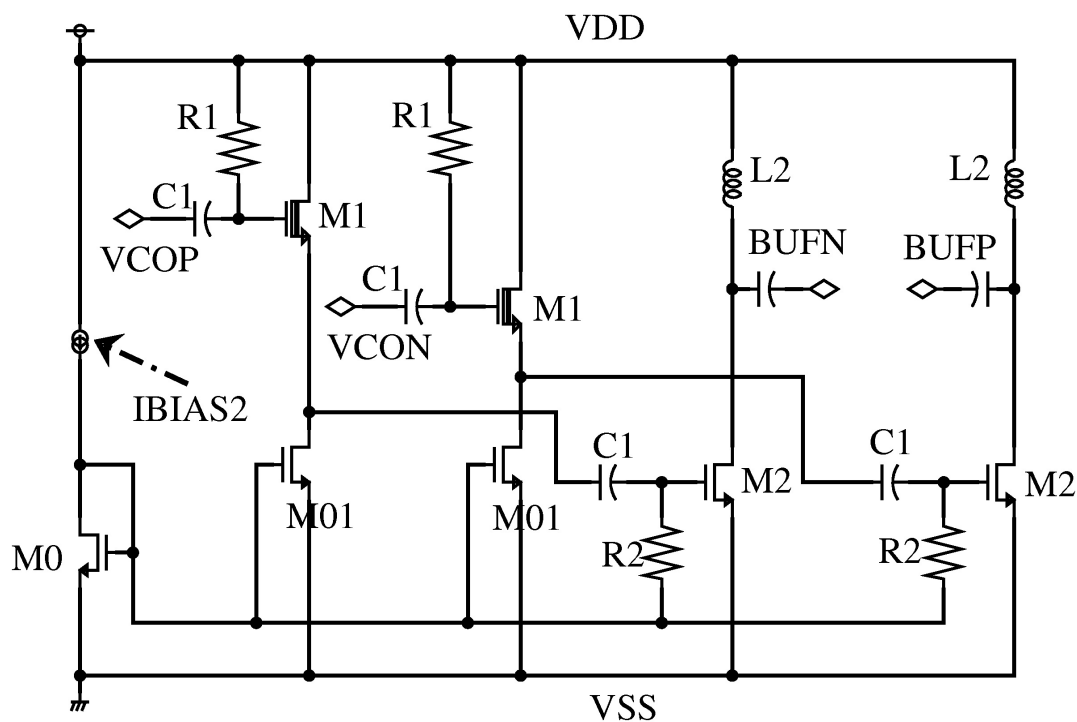 VDD
R1
R1
L2
L2
C1
M1
VCOP
BUFN
BUFP
C1
M1
VCON
IBIAS2
C1
C1
M2
M2
M01
M01
M0
R2
R2
VSS